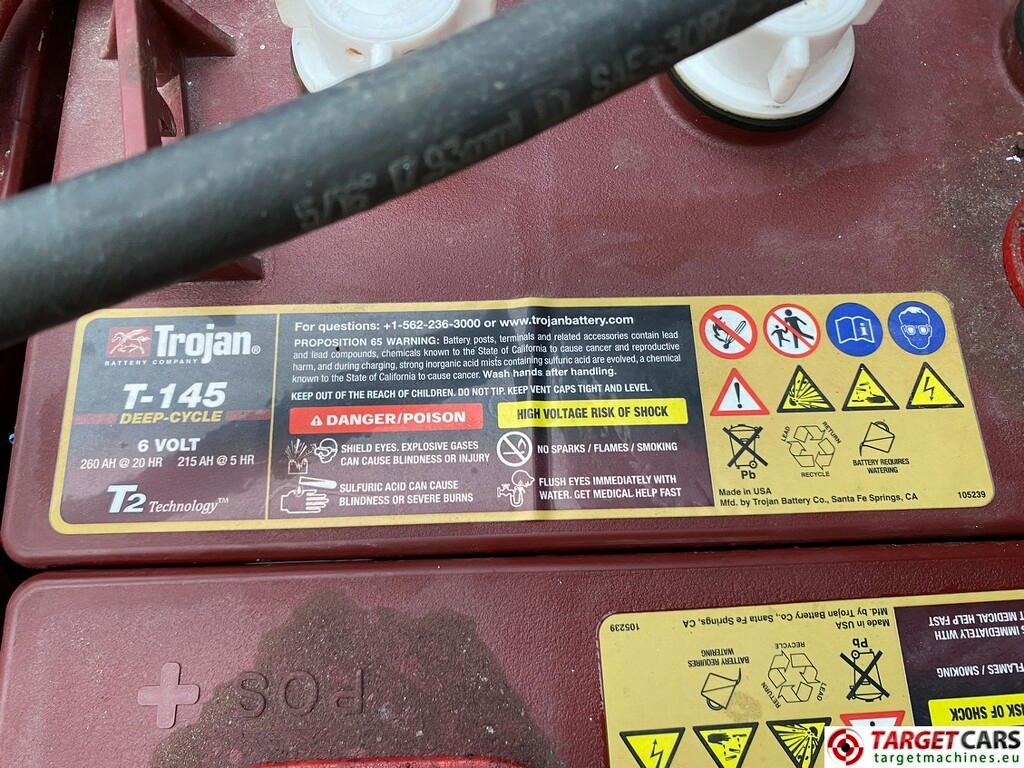 5/16" (7.93mm)
Trojan®
BATTERY COMPANY
T-145
DEEP-CYCLE
6 VOLT
260 AH @ 20 HR 215 AH @ 5 HR
T2 Technology™
For questions: +1-562-236-3000 or www.trojanbattery.com
PROPOSITION 65 WARNING: Battery posts, terminals and related accessories contain lead
and lead compounds, chemicals known to the State of California to cause cancer and reproductive
harm, and during charging, strong inorganic acid mists containing sulfuric acid are evolved, a chemical
known to the State of California to cause cancer. Wash hands after handling.
KEEP OUT OF THE REACH OF CHILDREN. DO NOT TIP. KEEP VENT CAPS TIGHT AND LEVEL.
DANGER/POISON
HIGH VOLTAGE RISK OF SHOCK
SHIELD EYES. EXPLOSIVE GASES
CAN CAUSE BLINDNESS OR INJURY
NO SPARKS / FLAMES / SMOKING
SULFURIC ACID CAN CAUSE
BLINDNESS OR SEVERE BURNS
FLUSH EYES IMMEDIATELY WITH
WATER. GET MEDICAL HELP FAST
Pb
LEAD
RETURN
RECYCLE
BATTERY REQUIRES
WATERING
Made in USA
Mfd. by Trojan Battery Co., Santa Fe Springs, CA
105239
+ POS
105239
Made in USA
Mfd. by Trojan Battery Co., Santa Fe Springs, CA
BATTERY REQUIRES
WATERING
RECYCLE
RETURN
LEAD
Pb
IMMEDIATELY WITH
MEDICAL HELP FAST
FLAMES / SMOKING
RISK OF SHOCK
TARGETCARS
targetmachines.eu